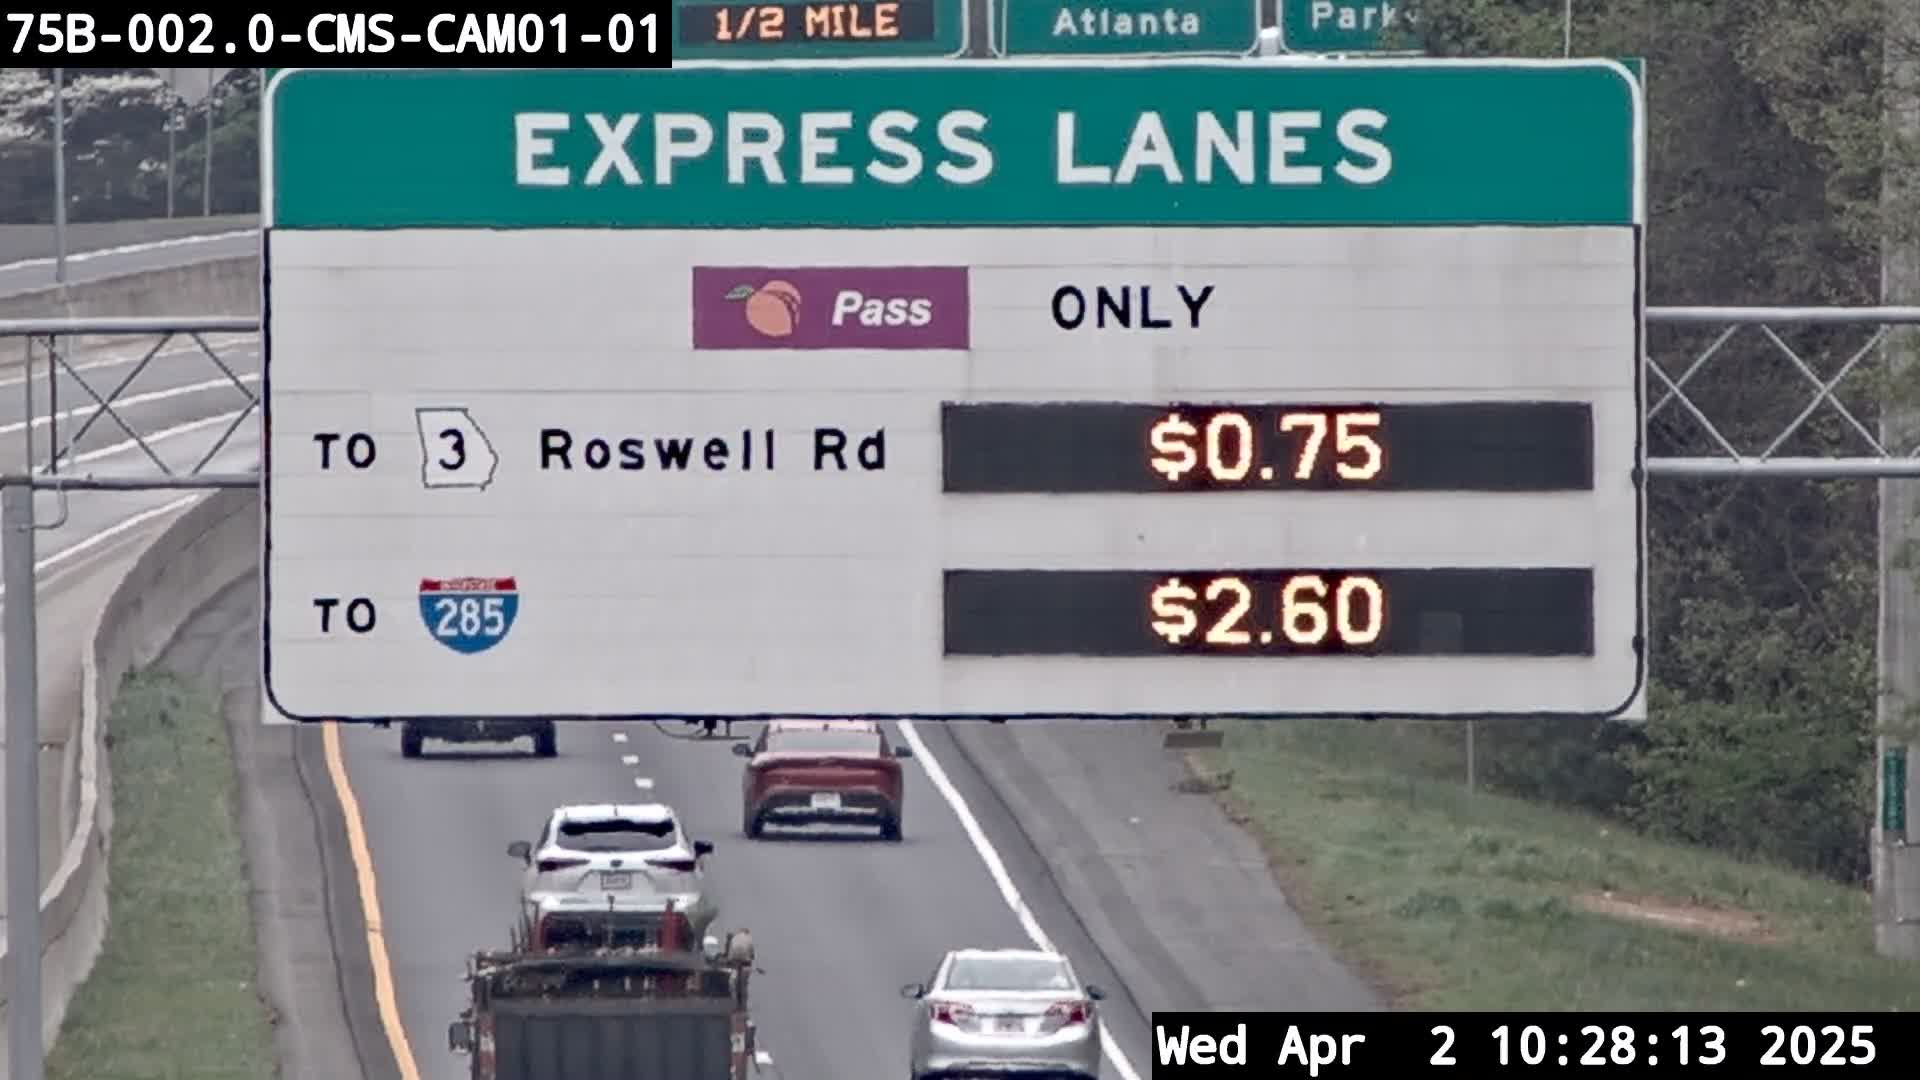 75B-002.0-CMS-CAM01-01
1/2 MILE
Atlanta
EXPRESS LANES
Pass ONLY
TO 3 Roswell Rd $0.75
TO 285 $2.60
Wed Apr 2 10:28:13 2025